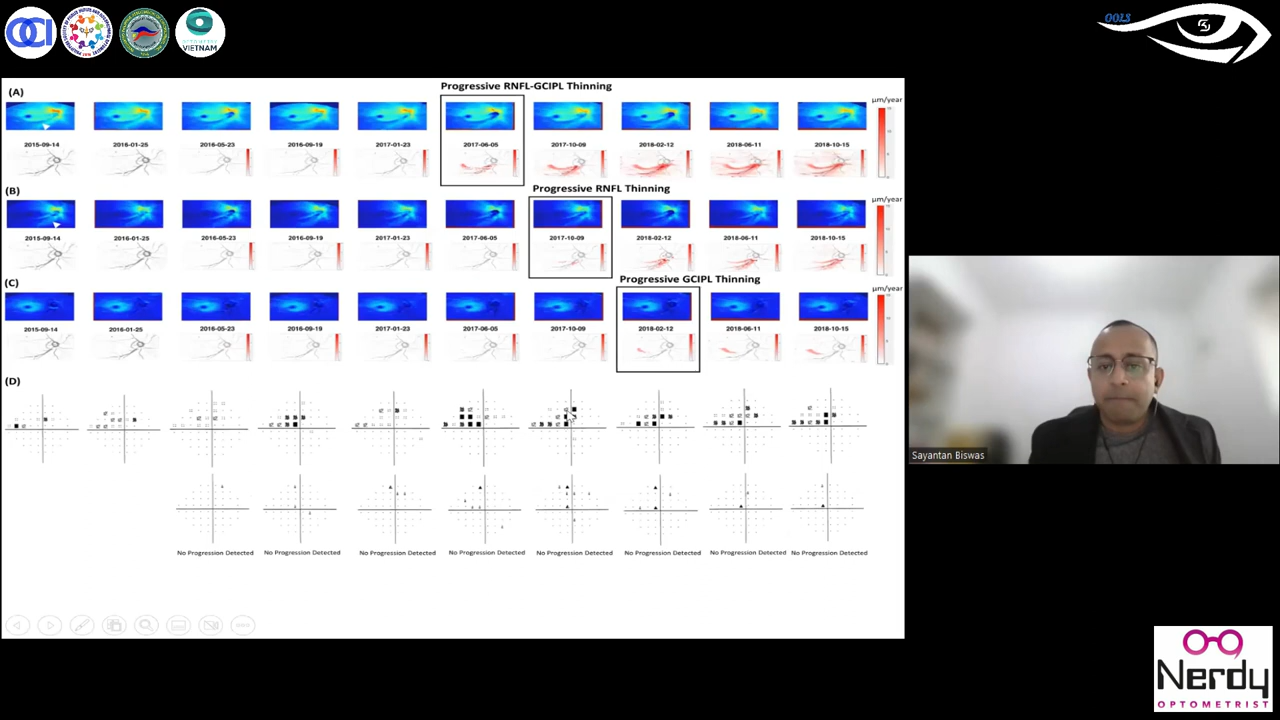 OCI
OPTOMETRY
VIETNAM
OOLS
Progressive RNFL-GCIPL Thinning
(A)
µm/year
2015-09-14 2016-01-25 2016-05-23 2016-09-19 2017-01-23 2017-06-05 2017-10-09 2018-02-12 2018-06-11 2018-10-15
(B)
Progressive RNFL Thinning
µm/year
2015-09-14 2016-01-25 2016-05-23 2016-09-19 2017-01-23 2017-06-05 2017-10-09 2018-02-12 2018-06-11 2018-10-15
(C)
Progressive GCIPL Thinning
µm/year
2015-09-14 2016-01-25 2016-05-23 2016-09-19 2017-01-23 2017-06-05 2017-10-09 2018-02-12 2018-06-11 2018-10-15
(D)
No Progression Detected No Progression Detected No Progression Detected No Progression Detected No Progression Detected No Progression Detected No Progression Detected No Progression Detected
Sayantan Biswas
Nerdy
OPTOMETRIST